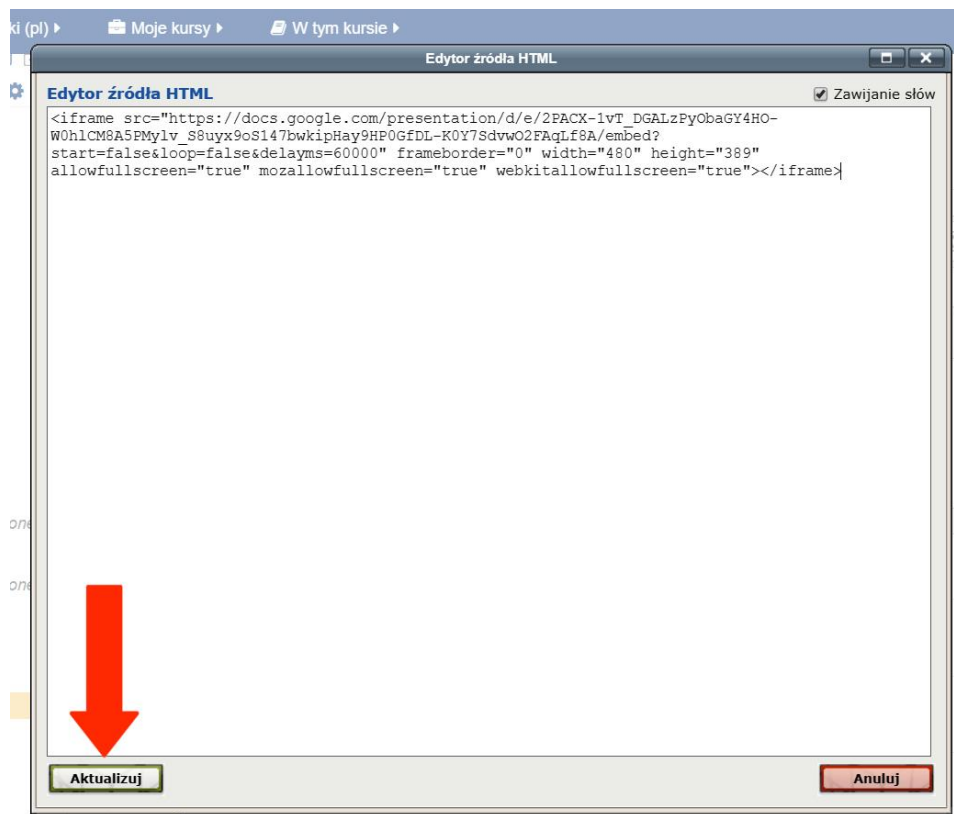 ki (pl) Moje kursy W tym kursie
Edytor źródła HTML
Edytor źródła HTML Zawijanie słów
<iframe src="https://docs.google.com/presentation/d/e/2PACX-1vT_DGALzPyObaGY4HO-
W0hlCM8A5PMylv_S8uyx9oS147bwkipHay9HP0GfDL-K0Y7SdvwO2FAqLf8A/embed?
start=false&loop=false&delayms=60000" frameborder="0" width="480" height="389"
allowfullscreen="true" mozallowfullscreen="true" webkitallowfullscreen="true"></iframe>
one
one
Aktualizuj Anuluj